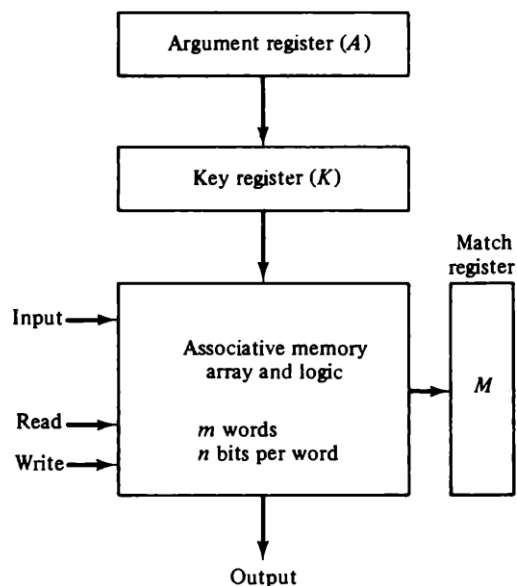 Argument register (A)
Key register (K)
Match
register
Input
Associative memory
array and logic
M
Read
m words
Write
n bits per word
Output